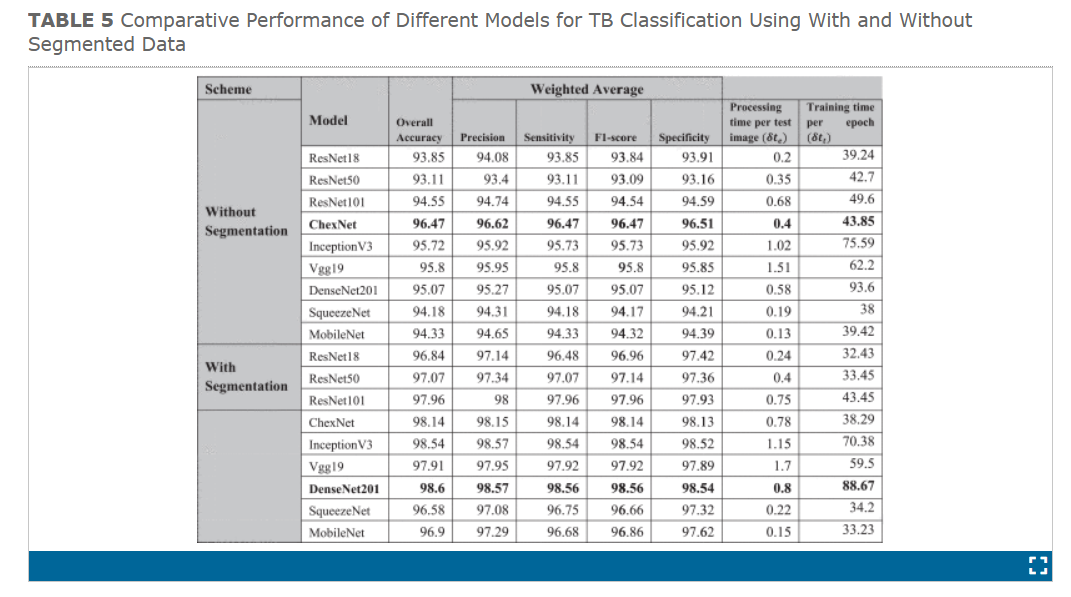 TABLE 5 Comparative Performance of Different Models for TB Classification Using With and Without
Segmented Data
Scheme Weighted Average
Model Overall Accuracy Precision Sensitivity F1-score Specificity Processing time per test image (δtₑ) Training time per epoch (δtₜ)
Without Segmentation
ResNet18 93.85 94.08 93.85 93.84 93.91 0.2 39.24
ResNet50 93.11 93.4 93.11 93.09 93.16 0.35 42.7
ResNet101 94.55 94.74 94.55 94.54 94.59 0.68 49.6
ChexNet 96.47 96.62 96.47 96.47 96.51 0.4 43.85
InceptionV3 95.72 95.92 95.73 95.73 95.92 1.02 75.59
Vgg19 95.8 95.95 95.8 95.8 95.85 1.51 62.2
DenseNet201 95.07 95.27 95.07 95.07 95.12 0.58 93.6
SqueezeNet 94.18 94.31 94.18 94.17 94.21 0.19 38
MobileNet 94.33 94.65 94.33 94.32 94.39 0.13 39.42
With Segmentation
ResNet18 96.84 97.14 96.48 96.96 97.42 0.24 32.43
ResNet50 97.07 97.34 97.07 97.14 97.36 0.4 33.45
ResNet101 97.96 98 97.96 97.96 97.93 0.75 43.45
ChexNet 98.14 98.15 98.14 98.14 98.13 0.78 38.29
InceptionV3 98.54 98.57 98.54 98.54 98.52 1.15 70.38
Vgg19 97.91 97.95 97.92 97.92 97.89 1.7 59.5
DenseNet201 98.6 98.57 98.56 98.56 98.54 0.8 88.67
SqueezeNet 96.58 97.08 96.75 96.66 97.32 0.22 34.2
MobileNet 96.9 97.29 96.68 96.86 97.62 0.15 33.23